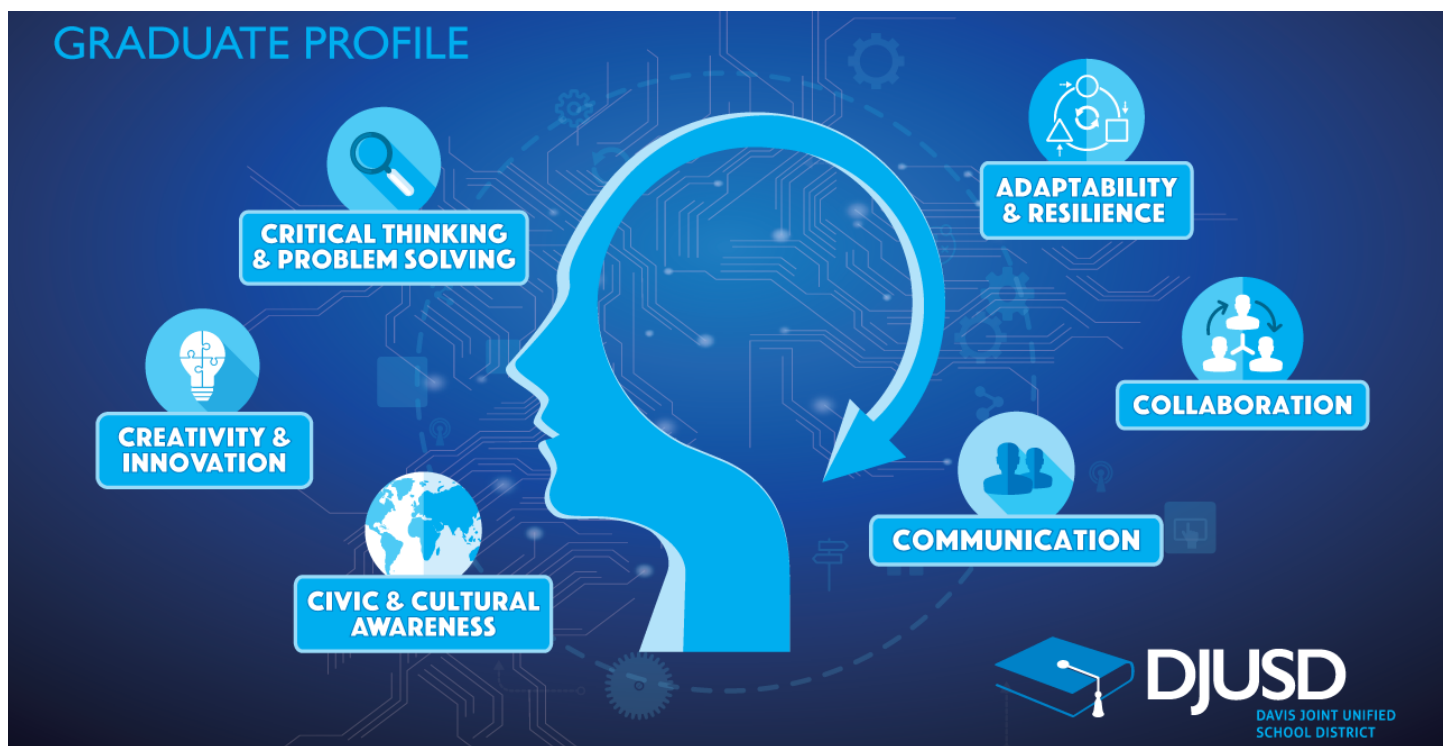 GRADUATE PROFILE
CRITICAL THINKING
& PROBLEM SOLVING
CREATIVITY &
INNOVATION
CIVIC & CULTURAL
AWARENESS
ADAPTABILITY
& RESILIENCE
COLLABORATION
COMMUNICATION
DJUSD
DAVIS JOINT UNIFIED
SCHOOL DISTRICT